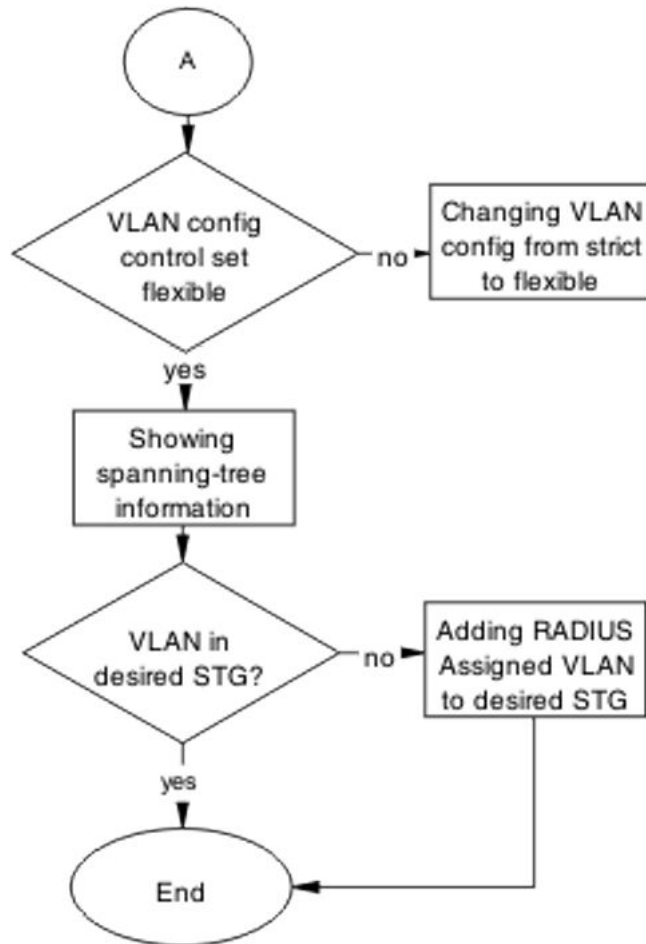 A
VLAN config
control set
flexible
no
Changing VLAN
config from strict
to flexible
yes
Showing
spanning-tree
information
VLAN in
desired STG?
no
Adding RADIUS
Assigned VLAN
to desired STG
yes
End